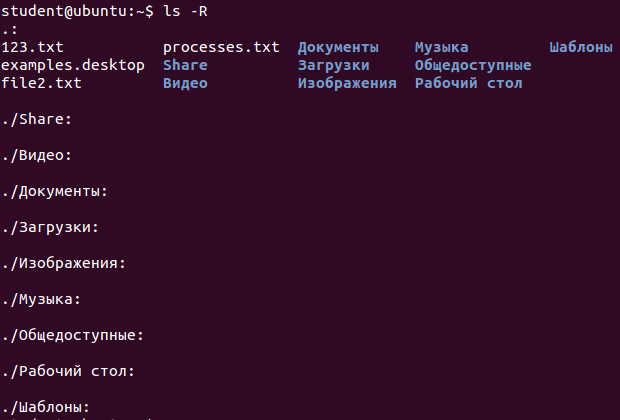 student@ubuntu:~$ ls -R
.:
123.txt processes.txt Документы Музыка Шаблоны
examples.desktop Share Загрузки Общедоступные
file2.txt Видео Изображения Рабочий стол
./Share:
./Видео:
./Документы:
./Загрузки:
./Изображения:
./Музыка:
./Общедоступные:
./Рабочий стол:
./Шаблоны: